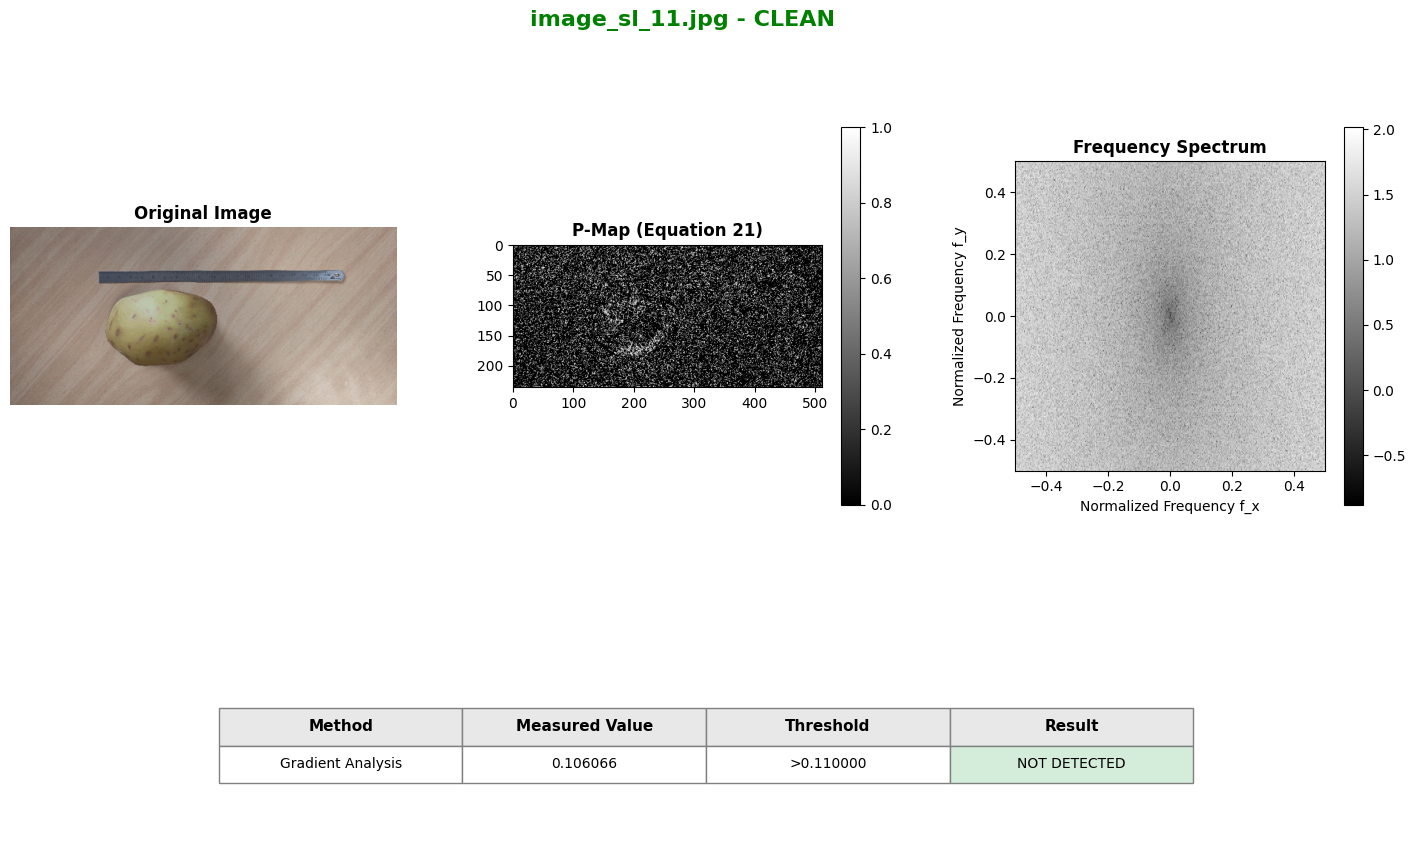 image_sl_11.jpg - CLEAN
Original Image
P-Map (Equation 21)
0
50
100
150
200
0 100 200 300 400 500
1.0
0.8
0.6
0.4
0.2
0.0
Frequency Spectrum
Normalized Frequency f_y
0.4
0.2
0.0
−0.2
−0.4
−0.4 −0.2 0.0 0.2 0.4
Normalized Frequency f_x
2.0
1.5
1.0
0.5
0.0
−0.5
Method Measured Value Threshold Result
Gradient Analysis 0.106066 >0.110000 NOT DETECTED